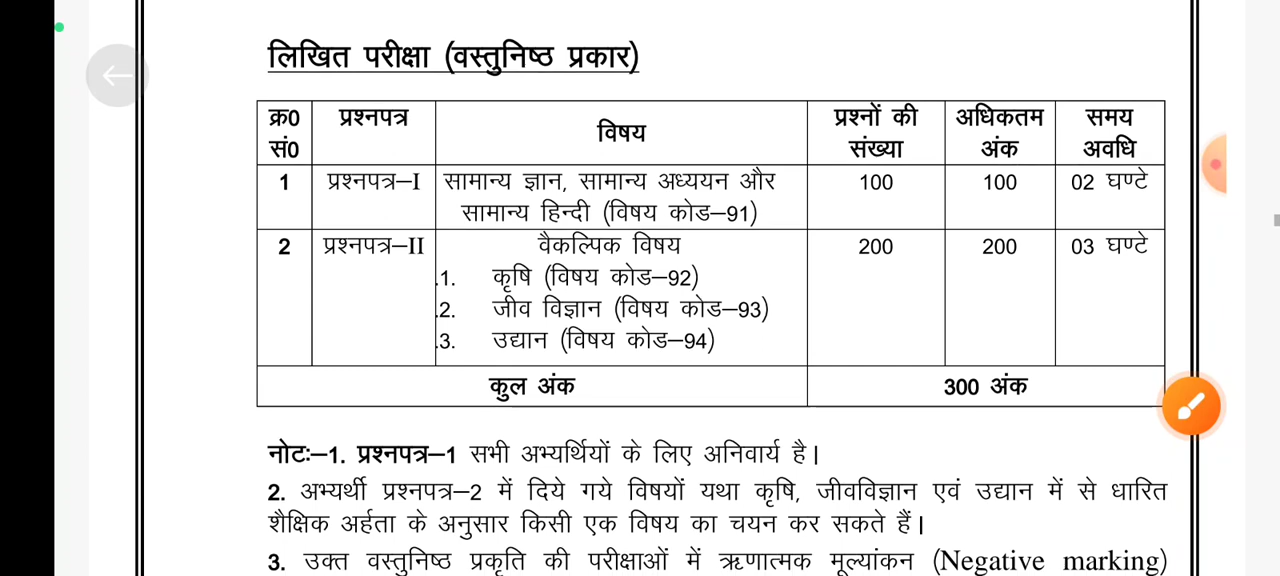 लिखित परीक्षा (वस्तुनिष्ठ प्रकार)
क्र0 सं0 प्रश्नपत्र विषय प्रश्नों की संख्या अधिकतम अंक समय अवधि
1 प्रश्नपत्र–I सामान्य ज्ञान, सामान्य अध्ययन और 100 100 02 घण्टे
सामान्य हिन्दी (विषय कोड–91)
2 प्रश्नपत्र–II वैकल्पिक विषय 200 200 03 घण्टे
.1. कृषि (विषय कोड–92)
.2. जीव विज्ञान (विषय कोड–93)
.3. उद्यान (विषय कोड–94)
कुल अंक 300 अंक
नोटः–1. प्रश्नपत्र–1 सभी अभ्यर्थियों के लिए अनिवार्य है।
2. अभ्यर्थी प्रश्नपत्र–2 में दिये गये विषयों यथा कृषि, जीवविज्ञान एवं उद्यान में से धारित
शैक्षिक अर्हता के अनुसार किसी एक विषय का चयन कर सकते हैं।
3. उक्त वस्तुनिष्ठ प्रकृति की परीक्षाओं में ऋणात्मक मूल्यांकन (Negative marking)